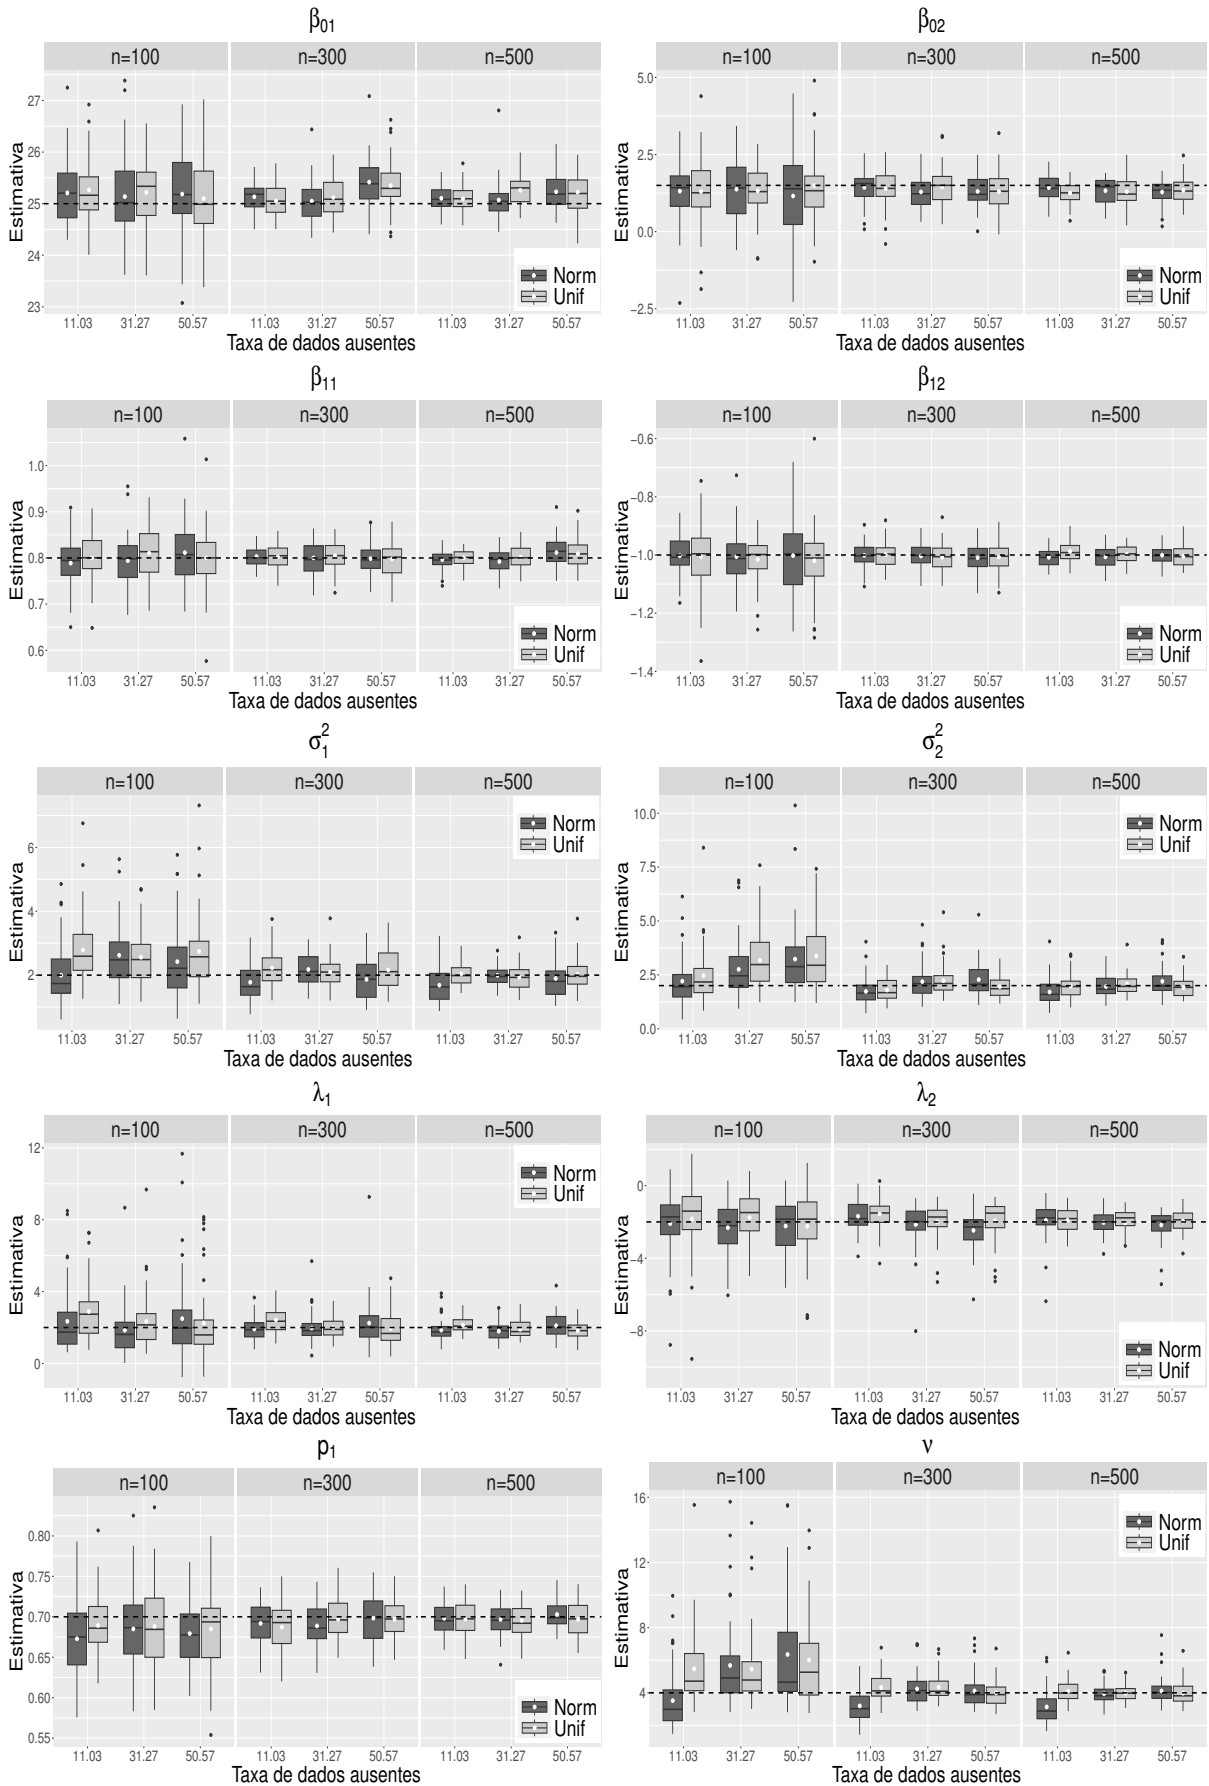 β01
n=100 n=300 n=500
27
26
25
24
23
Estimativa
Norm
Unif
11.03 31.27 50.57 11.03 31.27 50.57 11.03 31.27 50.57
Taxa de dados ausentes
β02
n=100 n=300 n=500
5.0
2.5
0.0
−2.5
Estimativa
Norm
Unif
11.03 31.27 50.57 11.03 31.27 50.57 11.03 31.27 50.57
Taxa de dados ausentes
β11
n=100 n=300 n=500
1.0
0.9
0.8
0.7
0.6
Estimativa
Norm
Unif
11.03 31.27 50.57 11.03 31.27 50.57 11.03 31.27 50.57
Taxa de dados ausentes
β12
n=100 n=300 n=500
−0.6
−0.8
−1.0
−1.2
−1.4
Estimativa
Norm
Unif
11.03 31.27 50.57 11.03 31.27 50.57 11.03 31.27 50.57
Taxa de dados ausentes
σ²1
n=100 n=300 n=500
6
4
2
Estimativa
Norm
Unif
11.03 31.27 50.57 11.03 31.27 50.57 11.03 31.27 50.57
Taxa de dados ausentes
σ²2
n=100 n=300 n=500
10.0
7.5
5.0
2.5
0.0
Estimativa
Norm
Unif
11.03 31.27 50.57 11.03 31.27 50.57 11.03 31.27 50.57
Taxa de dados ausentes
λ1
n=100 n=300 n=500
12
8
4
0
Estimativa
Norm
Unif
11.03 31.27 50.57 11.03 31.27 50.57 11.03 31.27 50.57
Taxa de dados ausentes
λ2
n=100 n=300 n=500
0
−4
−8
Estimativa
Norm
Unif
11.03 31.27 50.57 11.03 31.27 50.57 11.03 31.27 50.57
Taxa de dados ausentes
p1
n=100 n=300 n=500
0.80
0.75
0.70
0.65
0.60
0.55
Estimativa
Norm
Unif
11.03 31.27 50.57 11.03 31.27 50.57 11.03 31.27 50.57
Taxa de dados ausentes
ν
n=100 n=300 n=500
16
12
8
4
Estimativa
Norm
Unif
11.03 31.27 50.57 11.03 31.27 50.57 11.03 31.27 50.57
Taxa de dados ausentes